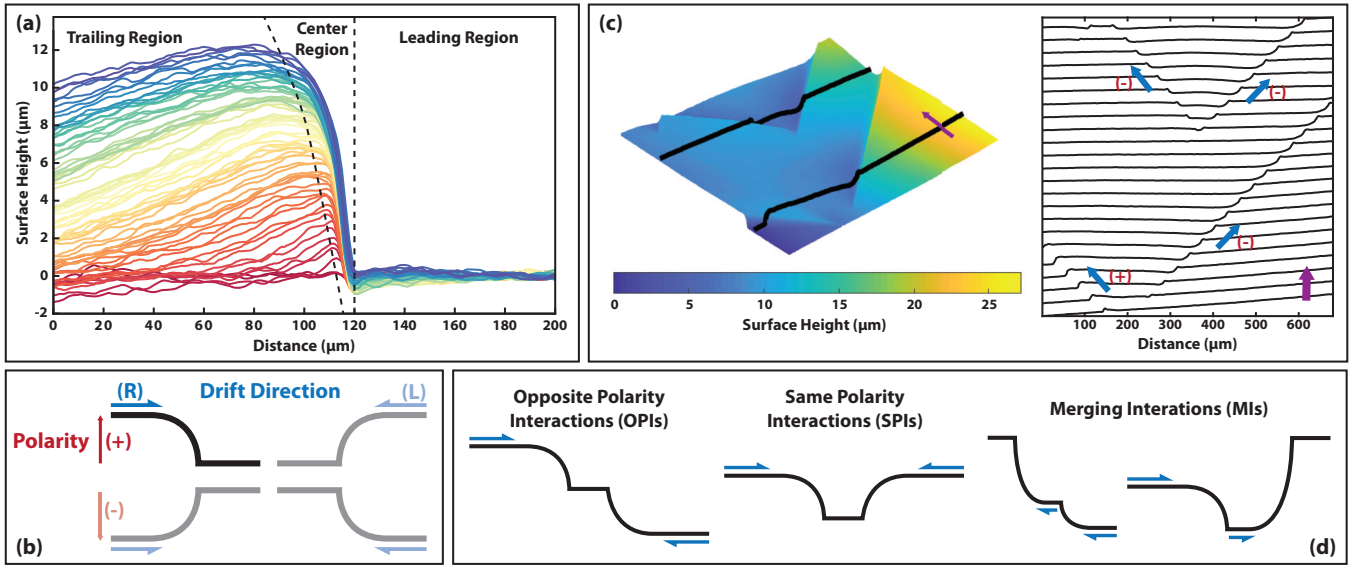 (a)
Trailing Region
Center
Region
Leading Region
Surface Height (μm)
12
10
8
6
4
2
0
-2
0
20
40
60
80
100
120
140
160
180
200
Distance (μm)
(b)
(R)
Drift Direction
(L)
Polarity
(+)
(-)
(c)
0
5
10
15
20
25
Surface Height (μm)
(-)
(-)
(-)
(+)
100
200
300
400
500
600
Distance (μm)
(d)
Opposite Polarity
Interactions (OPIs)
Same Polarity
Interactions (SPIs)
Merging Interations (MIs)